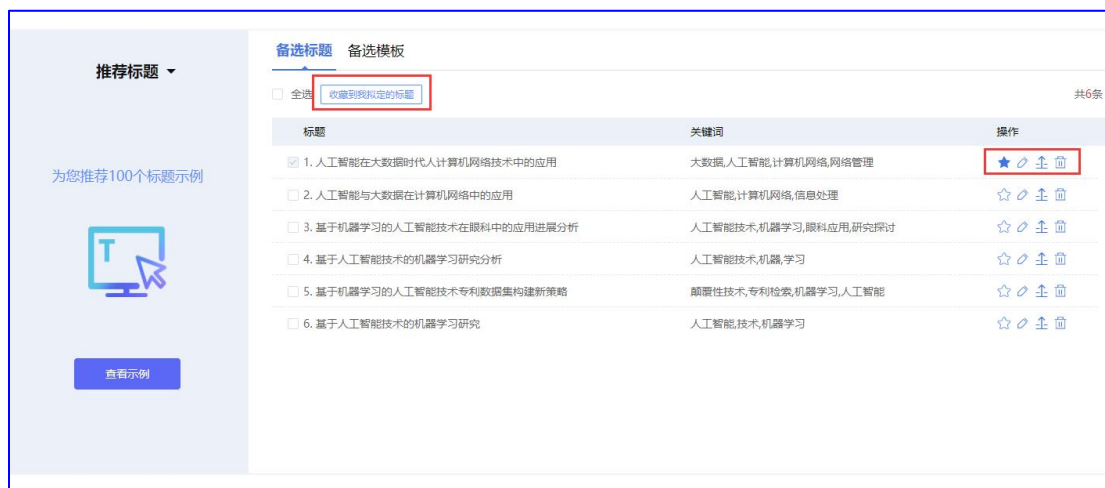 推荐标题
为您推荐100个标题示例
T
查看示例
备选标题 备选模板
全选 收藏到我拟定的标题 共6条
标题 关键词 操作
1. 人工智能在大数据时代人计算机网络技术中的应用 大数据,人工智能,计算机网络,网络管理
2. 人工智能与大数据在计算机网络中的应用 人工智能,计算机网络,信息处理
3. 基于机器学习的人工智能技术在眼科中的应用进展分析 人工智能技术,机器学习,眼科应用,研究探讨
4. 基于人工智能技术的机器学习研究分析 人工智能技术,机器,学习
5. 基于机器学习的人工智能技术专利数据集构建新策略 颠覆性技术,专利检索,机器学习,人工智能
6. 基于人工智能技术的机器学习研究 人工智能,技术,机器学习